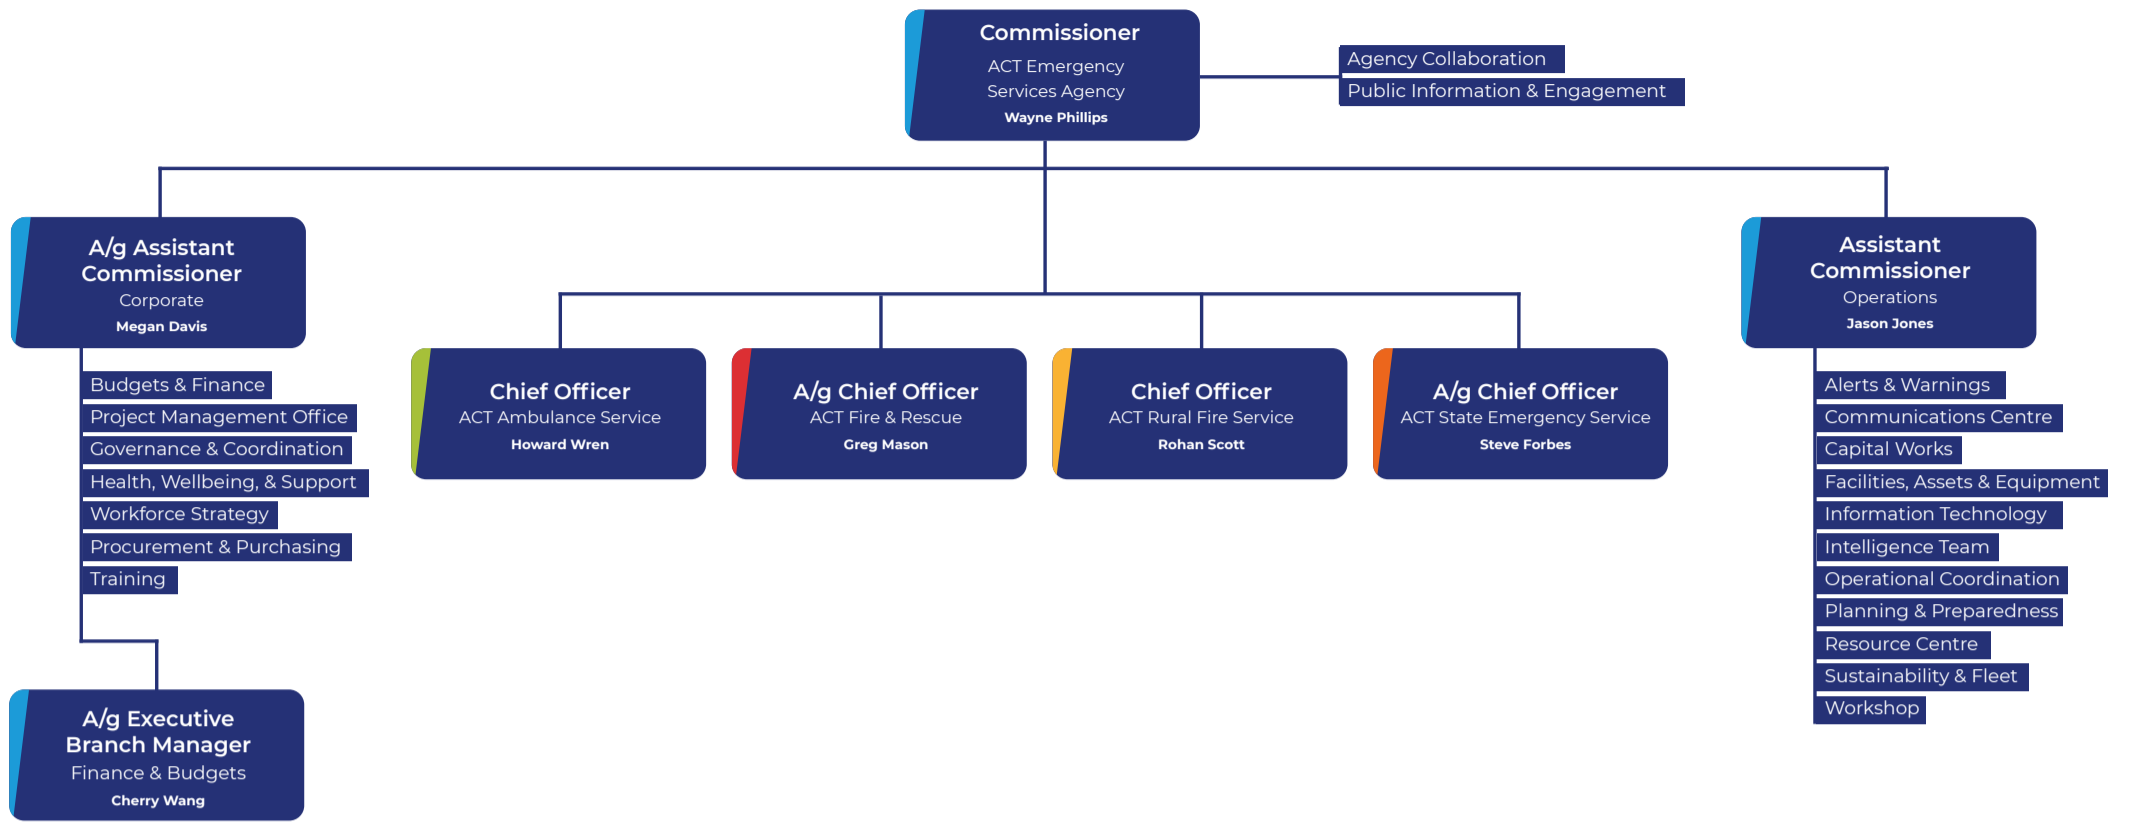 Commissioner
ACT Emergency
Services Agency
Wayne Phillips
Agency Collaboration
Public Information & Engagement
A/g Assistant
Commissioner
Corporate
Megan Davis
Budgets & Finance
Project Management Office
Governance & Coordination
Health, Wellbeing, & Support
Workforce Strategy
Procurement & Purchasing
Training
A/g Executive
Branch Manager
Finance & Budgets
Cherry Wang
Chief Officer
ACT Ambulance Service
Howard Wren
A/g Chief Officer
ACT Fire & Rescue
Greg Mason
Chief Officer
ACT Rural Fire Service
Rohan Scott
A/g Chief Officer
ACT State Emergency Service
Steve Forbes
Assistant
Commissioner
Operations
Jason Jones
Alerts & Warnings
Communications Centre
Capital Works
Facilities, Assets & Equipment
Information Technology
Intelligence Team
Operational Coordination
Planning & Preparedness
Resource Centre
Sustainability & Fleet
Workshop